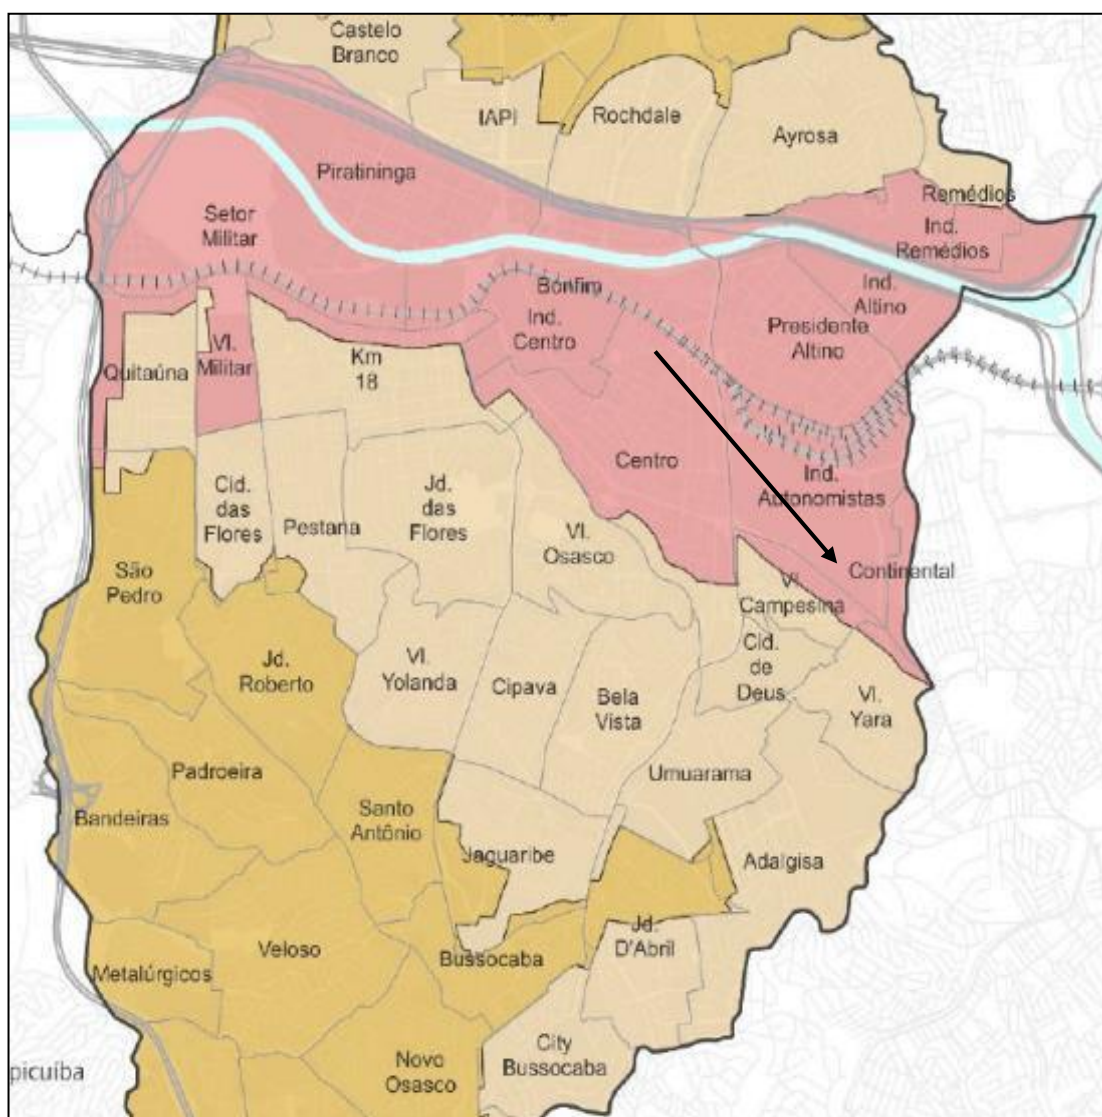 Castelo
Branco
IAPI
Rochdale
Ayrosa
Piratininga
Remédios
Setor
Militar
Ind.
Remédios
Bonfim
Ind.
Altino
Ind.
Centro
Presidente
Altino
Vl.
Militar
Km
18
Quitaúna
Centro
Ind.
Autonomistas
Cid.
das
Flores
Jd.
das
Flores
Pestana
Vl.
Osasco
São
Pedro
Continental
Vl.
Campesina
Jd.
Roberto
Vl.
Yolanda
Cipava
Bela
Vista
Cid.
de
Deus
Vl.
Yara
Padroeira
Umuarama
Bandeiras
Santo
Antônio
Jaguaribe
Adalgisa
Veloso
Bussocaba
Jd.
D'Abril
Metalúrgicos
Novo
Osasco
City
Bussocaba
picuíba